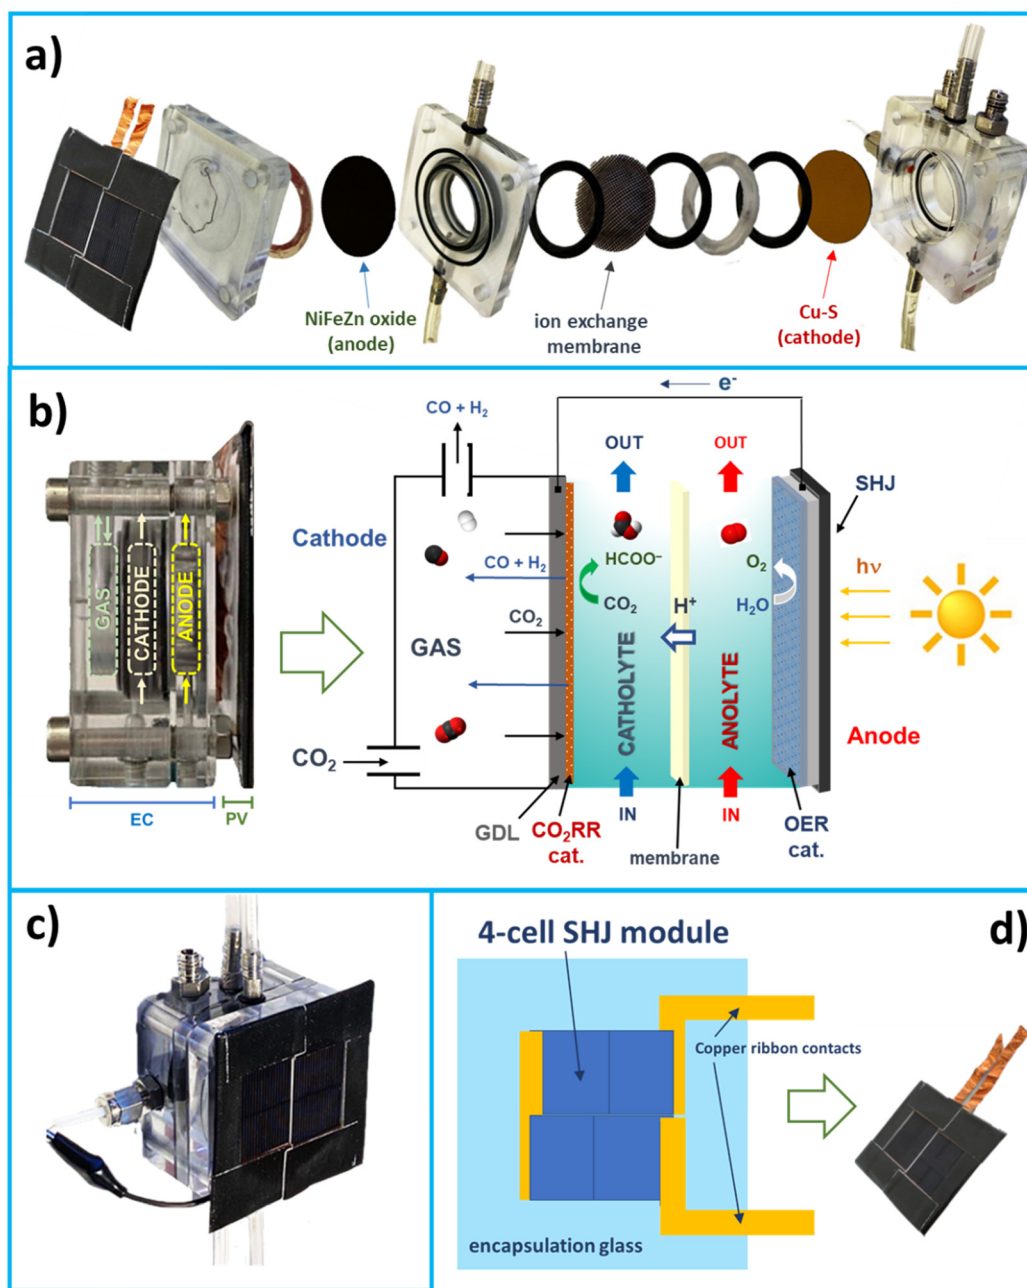 a)
NiFeZn oxide
(anode)
ion exchange
membrane
Cu-S
(cathode)
b)
e-
CO + H2
OUT
OUT
SHJ
Cathode
GAS
CATHODE
ANODE
CO + H2
HCOO⁻
O2
hν
CO2
CO2
H⁺
H2O
GAS
CATHOLYTE
ANOLYTE
Anode
CO2
IN
IN
EC
PV
GDL
CO2RR
cat.
membrane
OER
cat.
c)
d)
4-cell SHJ module
Copper ribbon contacts
encapsulation glass